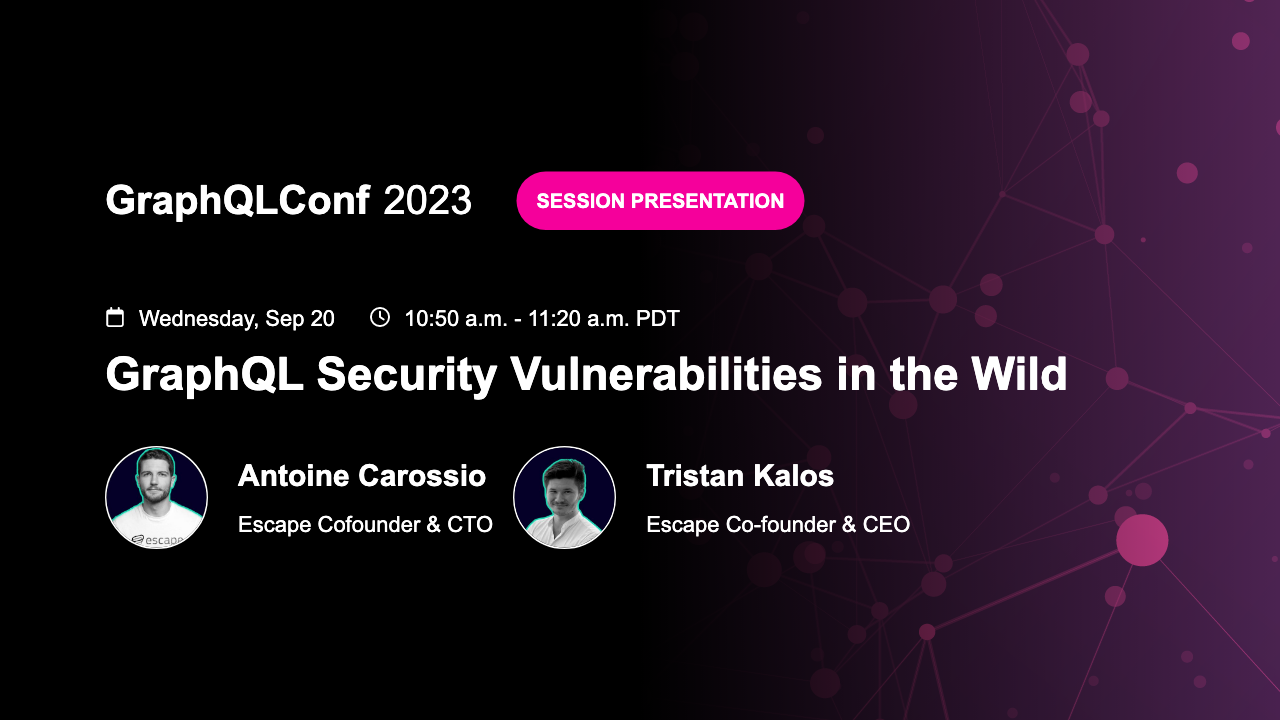 GraphQLConf 2023
SESSION PRESENTATION
Wednesday, Sep 20
10:50 a.m. - 11:20 a.m. PDT
GraphQL Security Vulnerabilities in the Wild
Antoine Carossio
Escape Cofounder & CTO
escape
Tristan Kalos
Escape Co-founder & CEO